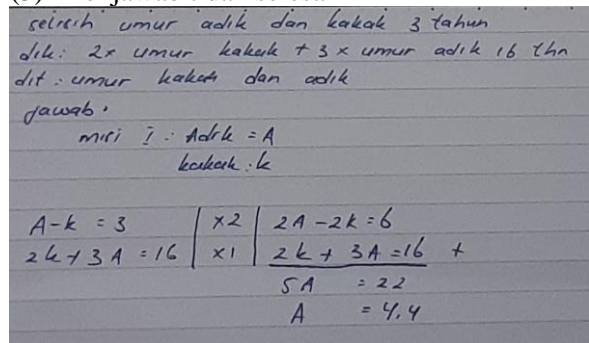 selisih umur adik dan kakak 3 tahun
dik: 2x umur kakak + 3 x umur adik 16 thn
dit: umur kakak dan adik
Jawab:
misi I: Adik = A
kakak: k
A - k = 3 | x2 | 2A - 2k = 6
2k + 3A = 16 | x1 | 2k + 3A = 16 +
5A = 22
A = 4,4